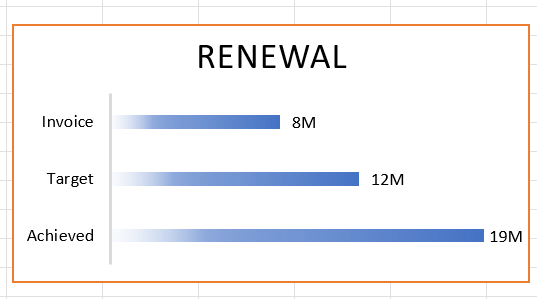 RENEWAL
Invoice 8M
Target 12M
Achieved 19M